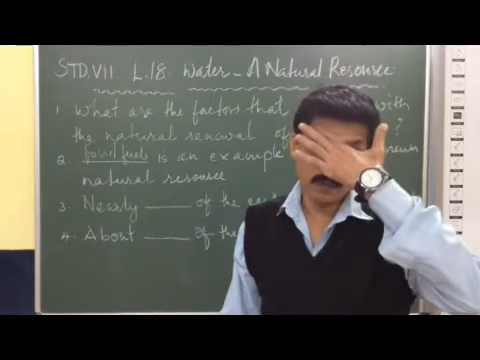 STD.VII L.18. Water - A Natural Resource
1. What are the factors that with
the natural renewal of ?
2. Fossil fuels is an example
natural resource
3. Nearly ______ of the
4. About ______ of the